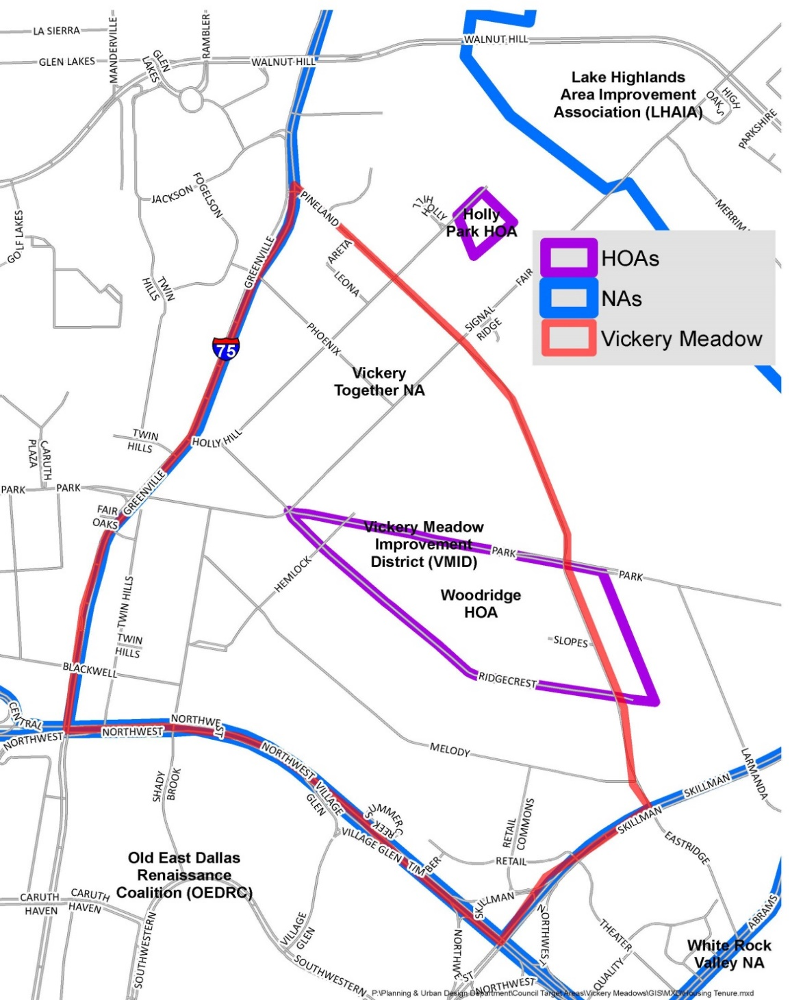 LA SIERRA
MANDERVILLE
RAMBLER
GLEN LAKES
GLEN
LAKES
WALNUT HILL
WALNUT HILL
Lake Highlands
Area Improvement
Association (LHAIA)
HIGH
OAKS
PARKSHIRE
JACKSON
FOGELSON
PINELAND
HOLLY
HILL
Holly
Park HOA
MERRIM
GOLF LAKES
GREENVILLE
ARETA
LEONA
TWIN
HILLS
HOAs
NAs
Vickery Meadow
FAIR
SIGNAL
RIDGE
PHOENIX
75
Vickery
Together NA
TWIN
HILLS
HOLLY HILL
CARUTH
PLAZA
PARK
PARK
GREENVILLE
FAIR
OAKS
Vickery Meadow
Improvement
District (VMID)
PARK
PARK
HEMLOCK
Woodridge
HOA
TWIN HILLS
TWIN
HILLS
SLOPES
BLACKWELL
RIDGECREST
CENTRAL
NORTHWEST
NORTHWEST
NORTHWEST
NORTHWEST
MELODY
LARMANDA
SHADY
BROOK
VILLAGE
GLEN
SKILLMAN
SKILLMAN
SUMMER CREEK
VILLAGE GLEN
TIMBER
RETAIL
COMMONS
RETAIL
EASTRIDGE
Old East Dallas
Renaissance
Coalition (OEDRC)
CARUTH
HAVEN
CARUTH
HAVEN
SKILLMAN
SOUTHWESTERN
VILLAGE
GLEN
NORTHWEST
NORTHWEST
THEATER
ABRAMS
White Rock
Valley NA
SOUTHWESTERN
NORTHWEST
QUALITY
P:\Planning & Urban Design Department\Council Target Areas\Vickery Meadows\GIS\MXD\Housing Tenure.mxd